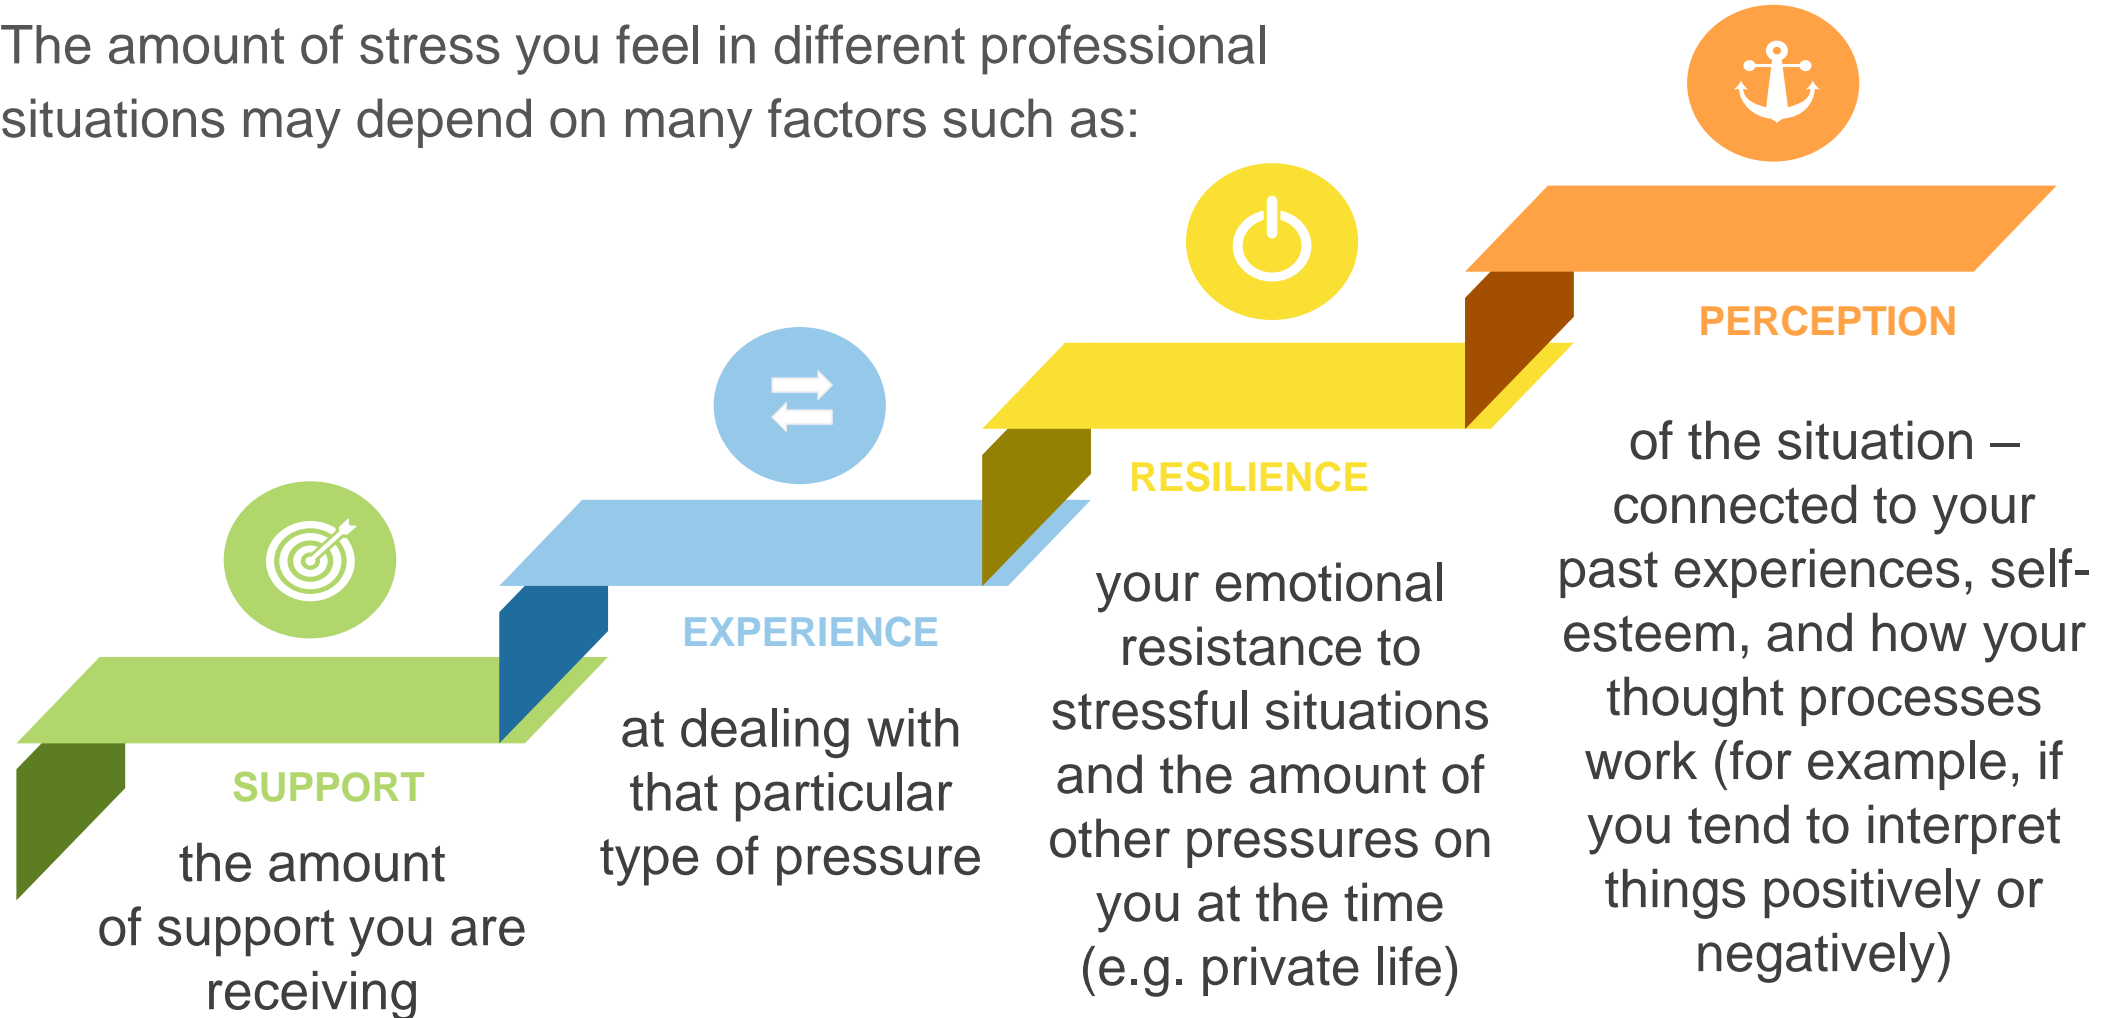 The amount of stress you feel in different professional
situations may depend on many factors such as:
SUPPORT
the amount
of support you are
receiving
EXPERIENCE
at dealing with
that particular
type of pressure
RESILIENCE
your emotional
resistance to
stressful situations
and the amount of
other pressures on
you at the time
(e.g. private life)
PERCEPTION
of the situation –
connected to your
past experiences, self-
esteem, and how your
thought processes
work (for example, if
you tend to interpret
things positively or
negatively)